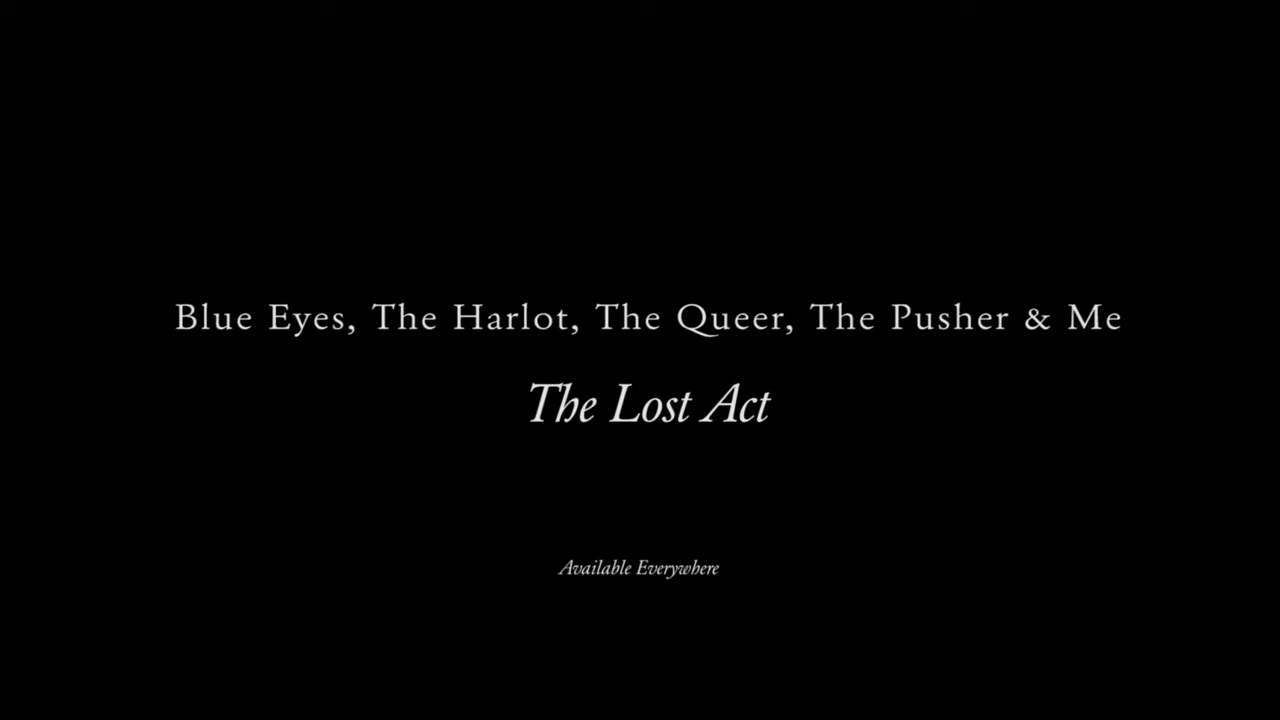 Blue Eyes, The Harlot, The Queer, The Pusher & Me
The Lost Act
Available Everywhere